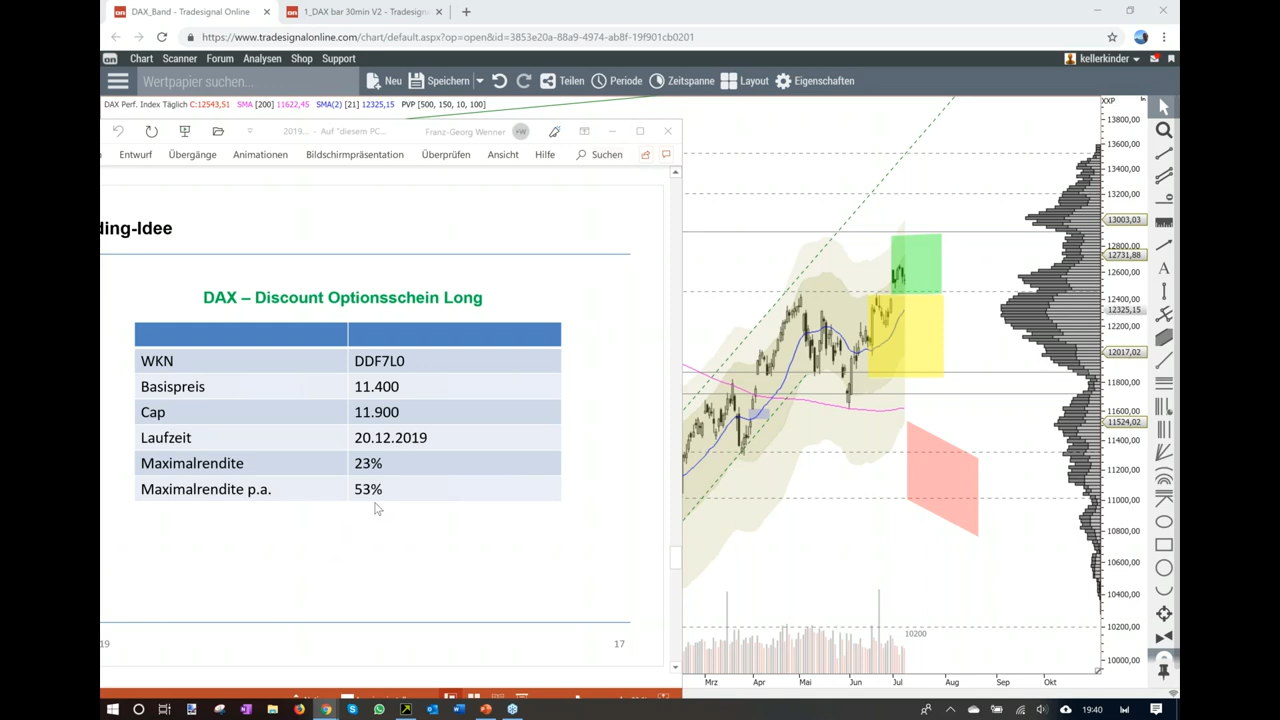 DAX_Band - Tradesignal Online
1_DAX bar 30min V2 - Tradesign
https://www.tradesignalonline.com/chart/default.aspx?op=open&id=3853e20a-88a9-4974-ab8f-19f901cb0201
on Chart Scanner Forum Analysen Shop Support kellerkinder
Wertpapier suchen... Neu Speichern Teilen Periode Zeitspanne Layout Eigenschaften
DAX Perf. Index Täglich C:12543,51 SMA [200] 11622,45 SMA(2) [21] 12325,15 PVP [500, 150, 10, 100]
XXP
2019... – Auf "diesem PC... Franz-Georg Wenner FW
Entwurf Übergänge Animationen Bildschirmpräsentation Überprüfen Ansicht Hilfe Suchen
ding-Idee
DAX – Discount Optionsschein Long
WKN DDF7L0
Basispreis 11.400
Cap 11.900
Laufzeit 20.12.2019
Maximalrendite 23%
Maximalrendite p.a. 53%
19 17
13800,00
13600,00
13400,00
13200,00
13003,03
12800,00
12731,88
12600,00
12400,00
12325,15
12200,00
12017,02
11800,00
11600,00
11524,02
11400,00
11200,00
11000,00
10800,00
10600,00
10400,00
10200,00
10200
10000,00
Mrz Apr Mai Jun Jul Aug Sep Okt
19:40